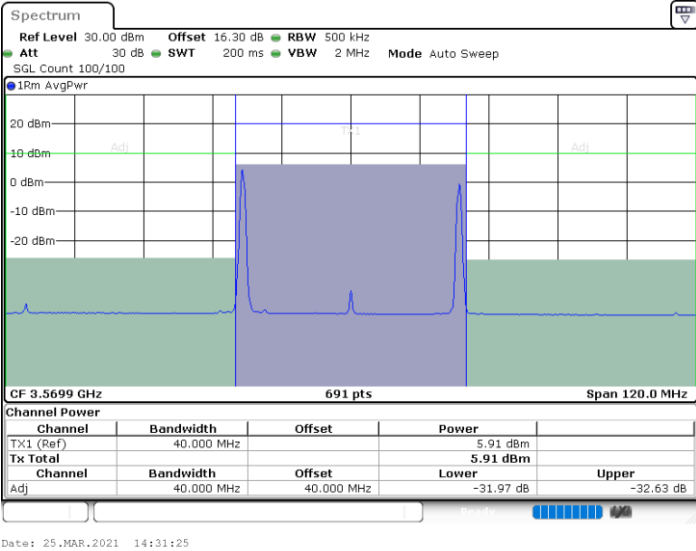 Spectrum
Ref Level 30.00 dBm Offset 16.30 dB RBW 500 kHz
Att 30 dB SWT 200 ms VBW 2 MHz Mode Auto Sweep
SGL Count 100/100
1Rm AvgPwr
20 dBm
TX1
10 dBm
Adj
Adj
0 dBm
-10 dBm
-20 dBm
CF 3.5699 GHz 691 pts Span 120.0 MHz
Channel Power
Channel Bandwidth Offset Power
TX1 (Ref) 40.000 MHz 5.91 dBm
Tx Total 5.91 dBm
Channel Bandwidth Offset Lower Upper
Adj 40.000 MHz 40.000 MHz -31.97 dB -32.63 dB
Ready
Date: 25.MAR.2021 14:31:25